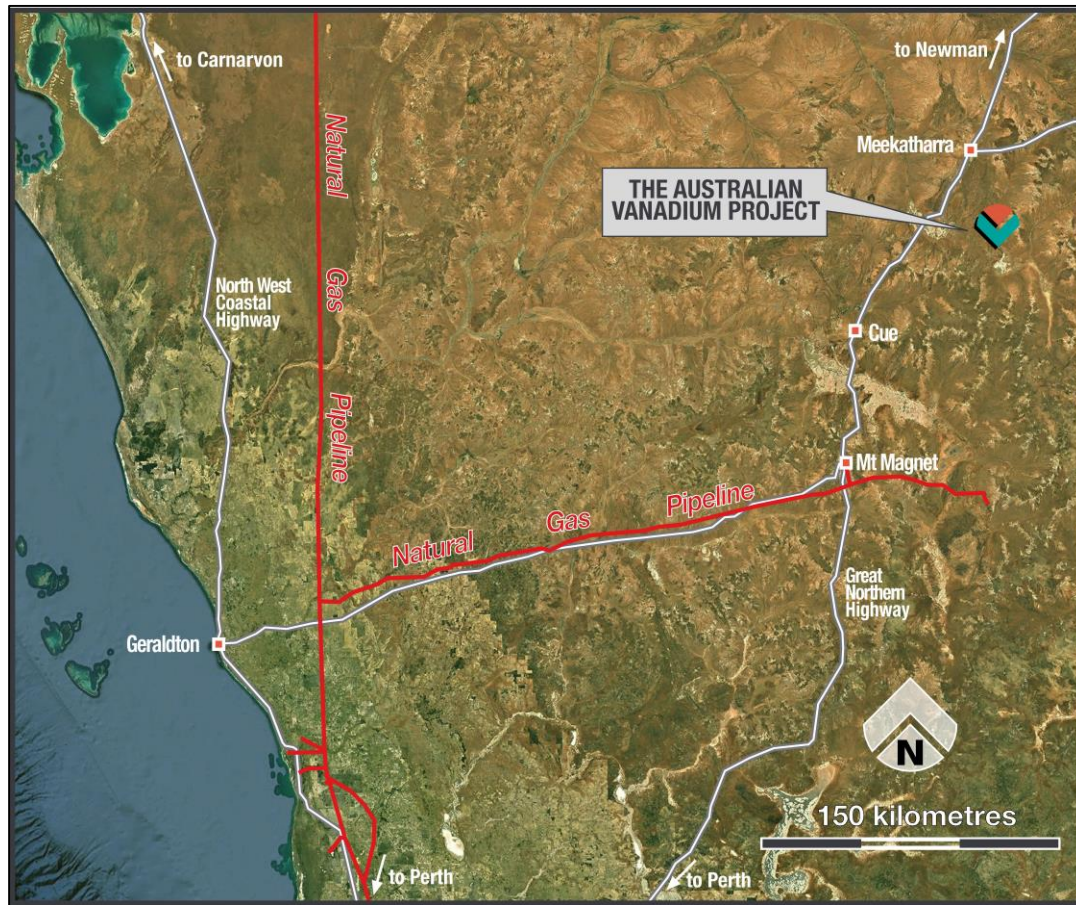 to Carnarvon
to Newman
Natural
Meekatharra
THE AUSTRALIAN
VANADIUM PROJECT
Gas
North West
Coastal
Highway
Cue
Pipeline
Mt Magnet
Natural Gas Pipeline
Great
Northern
Highway
Geraldton
N
150 kilometres
to Perth
to Perth